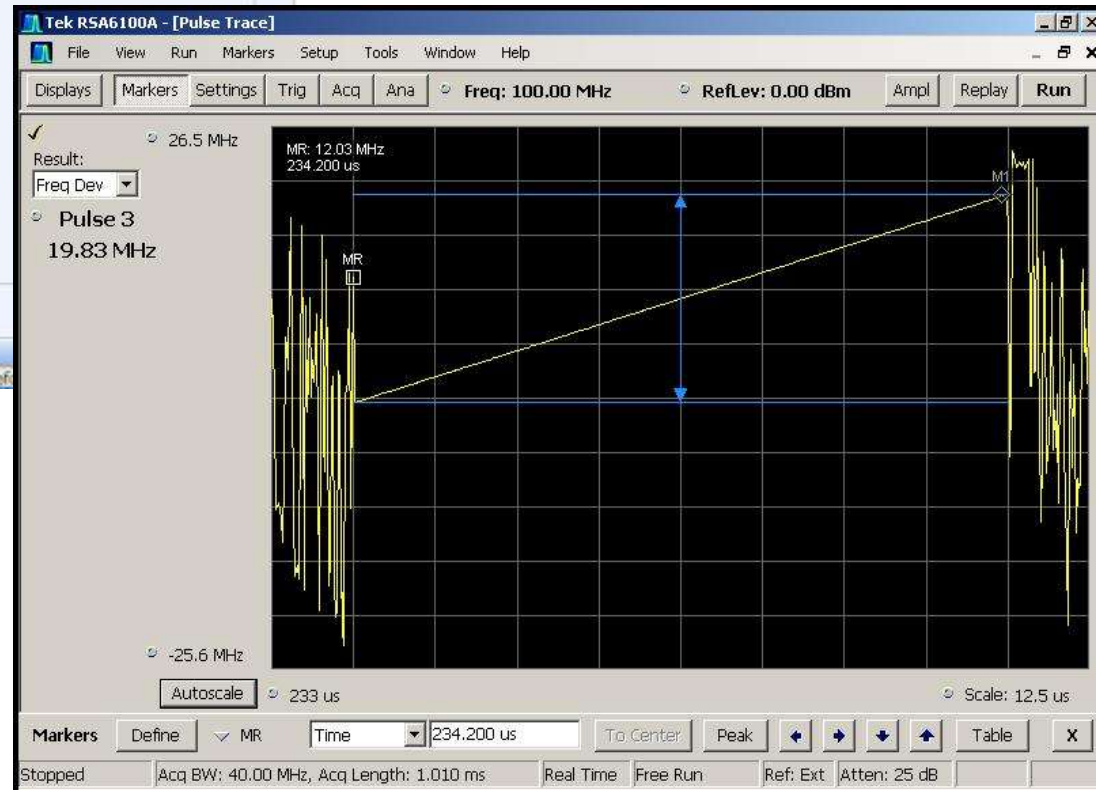 Tek RSA6100A - [Pulse Trace]
File View Run Markers Setup Tools Window Help
Displays Markers Settings Trig Acq Ana Freq: 100.00 MHz RefLev: 0.00 dBm Ampl Replay Run
26.5 MHz
Result:
Freq Dev
Pulse 3
19.83 MHz
MR: 12.03 MHz
234.200 us
M1
MR
-25.6 MHz
Autoscale 233 us Scale: 12.5 us
Markers Define MR Time 234.200 us To Center Peak Table X
Stopped Acq BW: 40.00 MHz, Acq Length: 1.010 ms Real Time Free Run Ref: Ext Atten: 25 dB